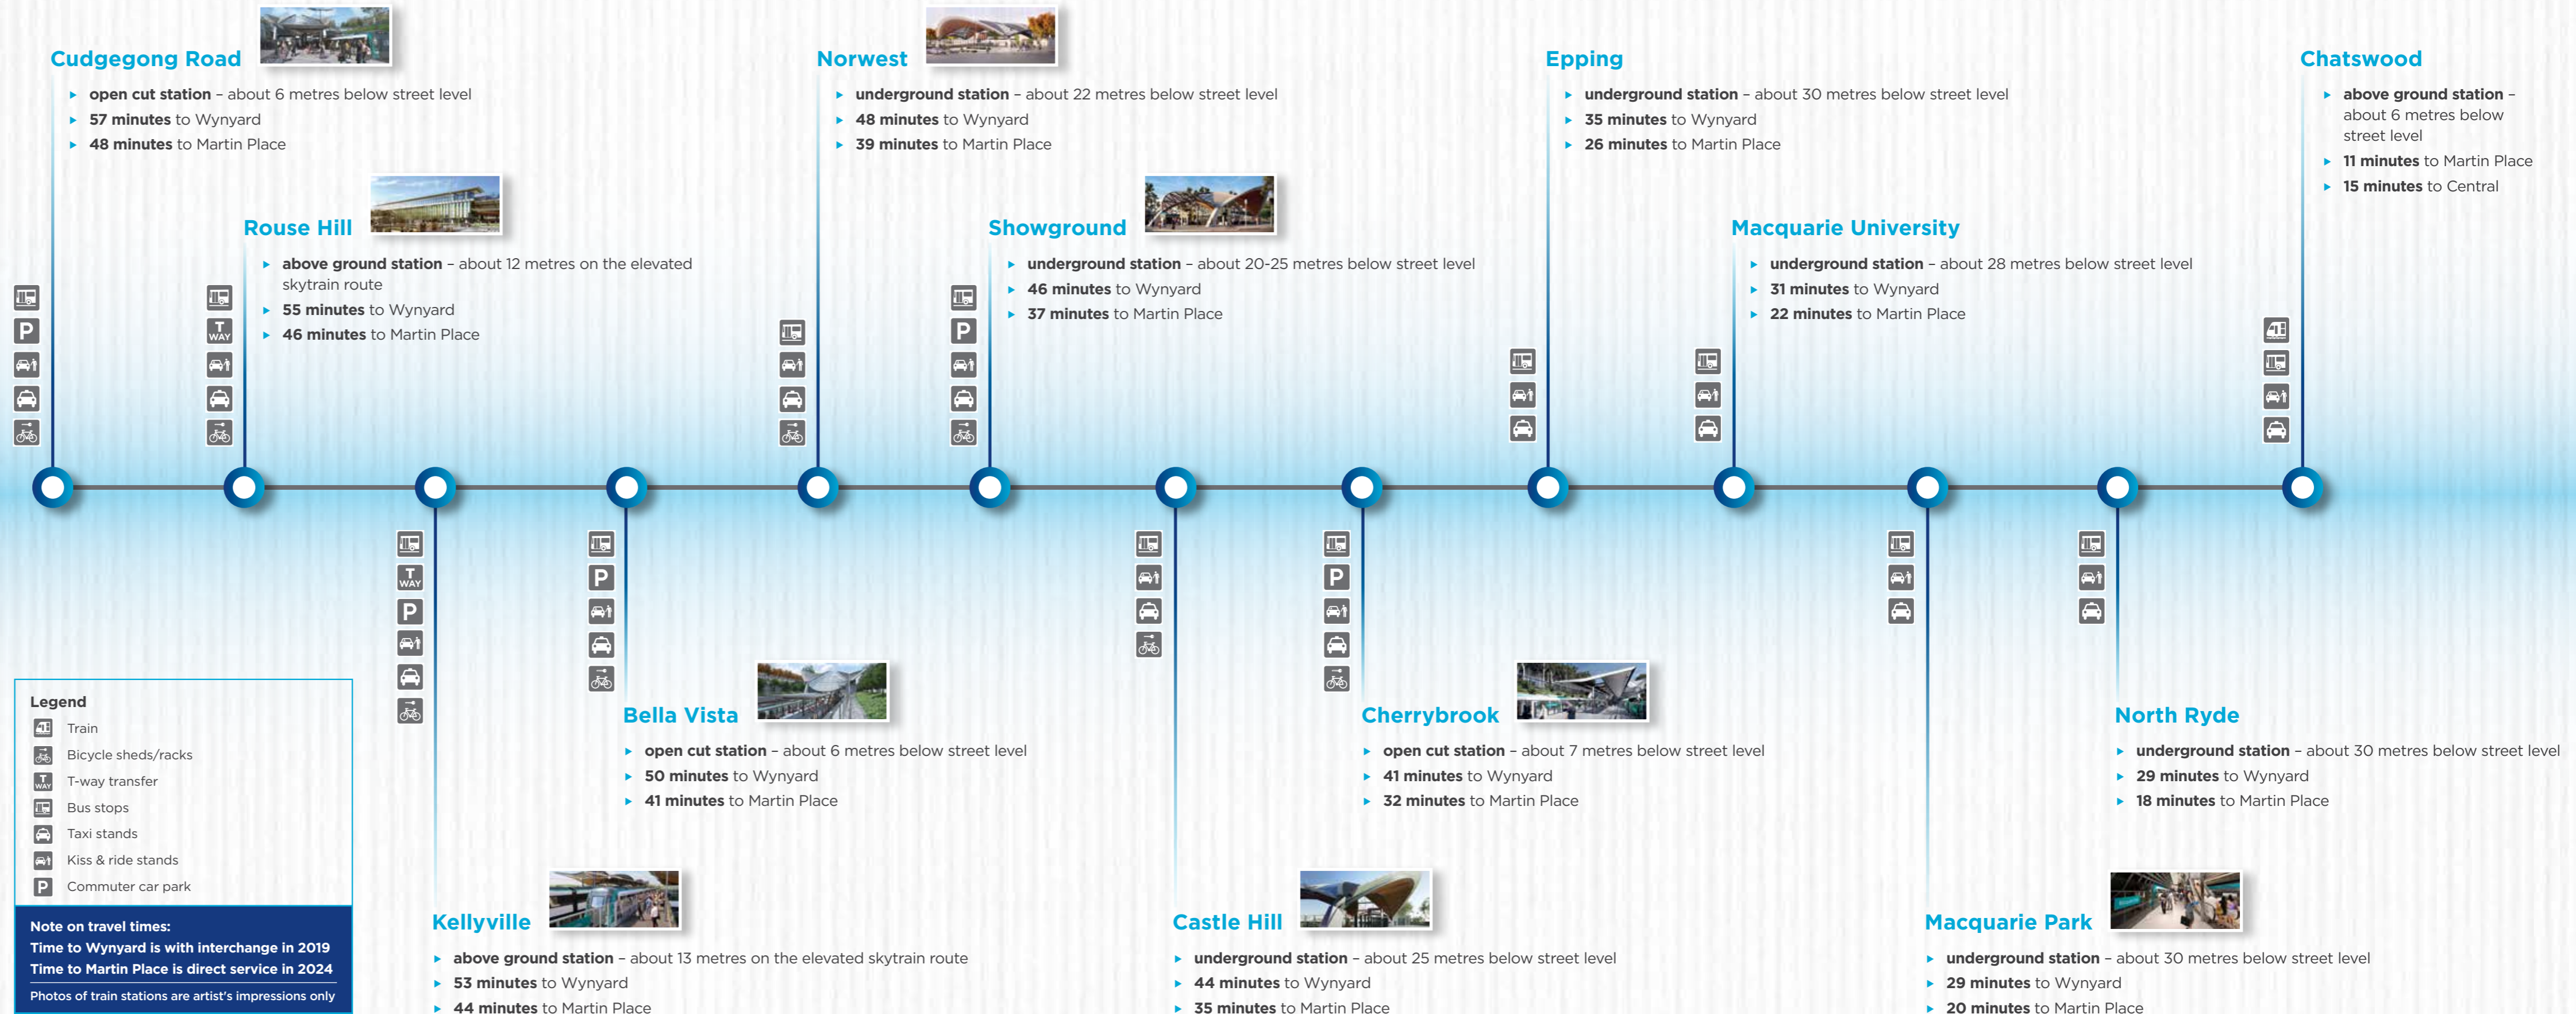 Cudgegong Road
▸ open cut station – about 6 metres below street level
▸ 57 minutes to Wynyard
▸ 48 minutes to Martin Place
Rouse Hill
▸ above ground station – about 12 metres on the elevated
skytrain route
▸ 55 minutes to Wynyard
▸ 46 minutes to Martin Place
Norwest
▸ underground station – about 22 metres below street level
▸ 48 minutes to Wynyard
▸ 39 minutes to Martin Place
Showground
▸ underground station – about 20-25 metres below street level
▸ 46 minutes to Wynyard
▸ 37 minutes to Martin Place
Epping
▸ underground station – about 30 metres below street level
▸ 35 minutes to Wynyard
▸ 26 minutes to Martin Place
Macquarie University
▸ underground station – about 28 metres below street level
▸ 31 minutes to Wynyard
▸ 22 minutes to Martin Place
Chatswood
▸ above ground station –
about 6 metres below
street level
▸ 11 minutes to Martin Place
▸ 15 minutes to Central
P
T
WAY
P
T
WAY
P
P
P
Bella Vista
▸ open cut station – about 6 metres below street level
▸ 50 minutes to Wynyard
▸ 41 minutes to Martin Place
Cherrybrook
▸ open cut station – about 7 metres below street level
▸ 41 minutes to Wynyard
▸ 32 minutes to Martin Place
North Ryde
▸ underground station – about 30 metres below street level
▸ 29 minutes to Wynyard
▸ 18 minutes to Martin Place
Kellyville
▸ above ground station – about 13 metres on the elevated skytrain route
▸ 53 minutes to Wynyard
▸ 44 minutes to Martin Place
Castle Hill
▸ underground station – about 25 metres below street level
▸ 44 minutes to Wynyard
▸ 35 minutes to Martin Place
Macquarie Park
▸ underground station – about 30 metres below street level
▸ 29 minutes to Wynyard
▸ 20 minutes to Martin Place
Legend
Train
Bicycle sheds/racks
T WAY T-way transfer
Bus stops
Taxi stands
Kiss & ride stands
P Commuter car park
Note on travel times:
Time to Wynyard is with interchange in 2019
Time to Martin Place is direct service in 2024
Photos of train stations are artist's impressions only